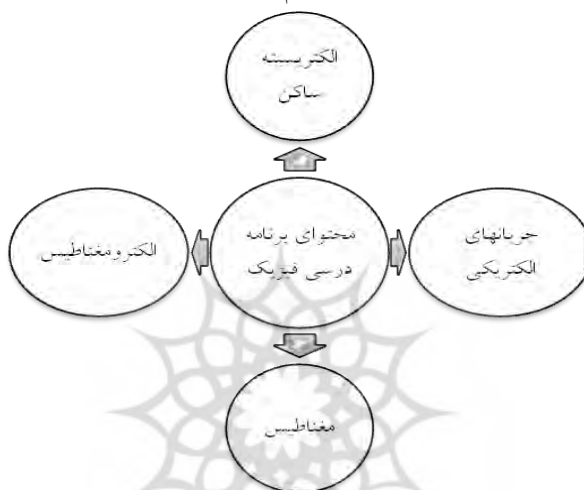 الکتریسیته
ساکن
محتوای برنامه
درسی فیزیک
جریانهای
الکتریکی
الکترومغناطیس
مغناطیس